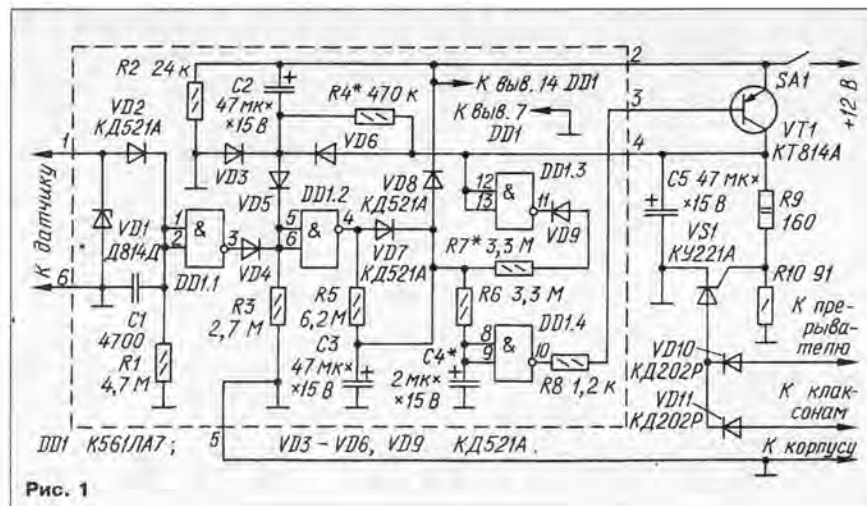 R2 24 к
C2
47 мк×
×15 В
R4* 470 к
2
К выв. 14 DD1
К выв. 7
DD1
SA1
+12 В
3
VT1
КТ814А
VD2
КД521А
1
VD3
VD6
4
К датчику
VD1
Д814Д
VD5
DD1.2
VD8
КД521А
DD1.3
12
13
&
11
VD9
C5 47 мк×
×15 В
VS1
КУ221А
R9
160
1
2
&
3
DD1.1
VD4
5
6
&
4
VD7
КД521А
R7* 3,3 М
6
C1
4700
R1
4,7 М
R3
2,7 М
R5
6,2 М
C3
47 мк×
×15 В
R6 3,3 М
8
9
&
10
DD1.4
C4*
2 мк×
×15 В
R8 1,2 к
R10 91
К пре-
рыва-
телю
VD10
КД202Р
VD11
КД202Р
К клак-
сонам
DD1 К561ЛА7;
5
VD3 – VD6, VD9 КД521А
К корпусу
Рис. 1